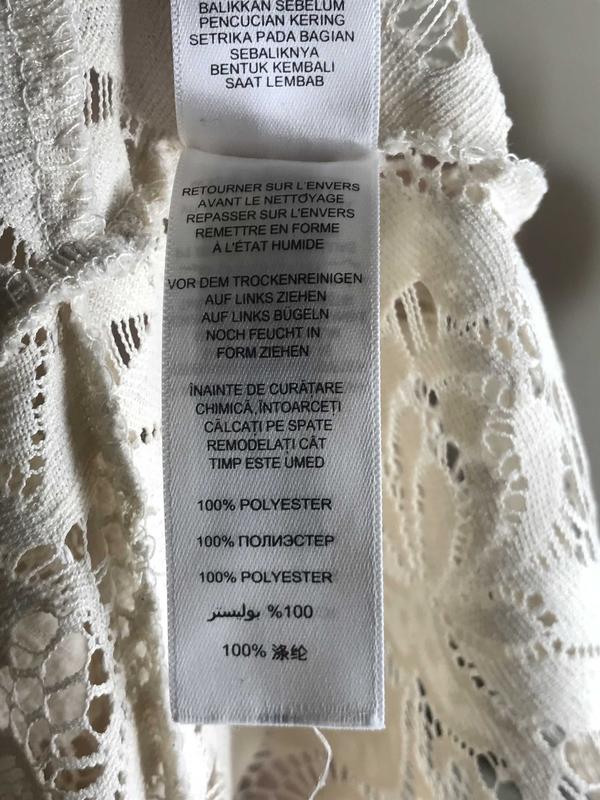 BALIKKAN SEBELUM
PENCUCIAN KERING
SETRIKA PADA BAGIAN
SEBALIKNYA
BENTUK KEMBALI
SAAT LEMBAB
RETOURNER SUR L'ENVERS
AVANT LE NETTOYAGE
REPASSER SUR L'ENVERS
REMETTRE EN FORME
À L'ÉTAT HUMIDE
VOR DEM TROCKENREINIGEN
AUF LINKS ZIEHEN
AUF LINKS BÜGELN
NOCH FEUCHT IN
FORM ZIEHEN
ÎNAINTE DE CURĂTARE
CHIMICĂ, ÎNTOARCEȚI
CĂLCAȚI PE SPATE
REMODELAȚI CÂT
TIMP ESTE UMED
100% POLYESTER
100% ПОЛИЭСТЕР
100% POLYESTER
100% بوليستر
100% 涤纶